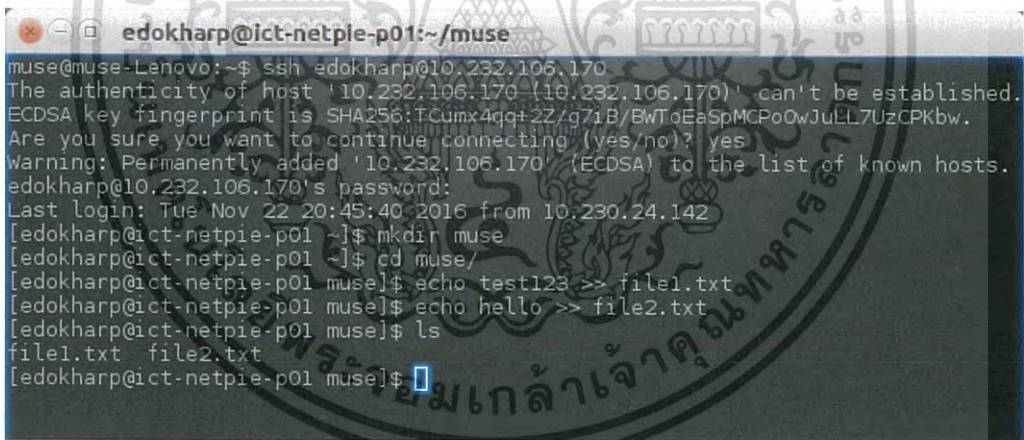 edokharp@ict-netpie-p01:~/muse
muse@muse-Lenovo:~$ ssh edokharp@10.232.106.170
The authenticity of host '10.232.106.170 (10.232.106.170)' can't be established.
ECDSA key fingerprint is
Are you sure you want to continue connecting (yes/no)? yes
Warning: Permanently added '10.232.106.170' (ECDSA) to the list of known hosts.
edokharp@10.232.106.170's password:
Last login: Tue Nov 22 20:45:40 2016 from 10.230.24.142
[edokharp@ict-netpie-p01 ~]$ mkdir muse
[edokharp@ict-netpie-p01 ~]$ cd muse/
[edokharp@ict-netpie-p01 muse]$ echo test123 >> file1.txt
[edokharp@ict-netpie-p01 muse]$ echo hello >> file2.txt
[edokharp@ict-netpie-p01 muse]$ ls
file1.txt file2.txt
[edokharp@ict-netpie-p01 muse]$